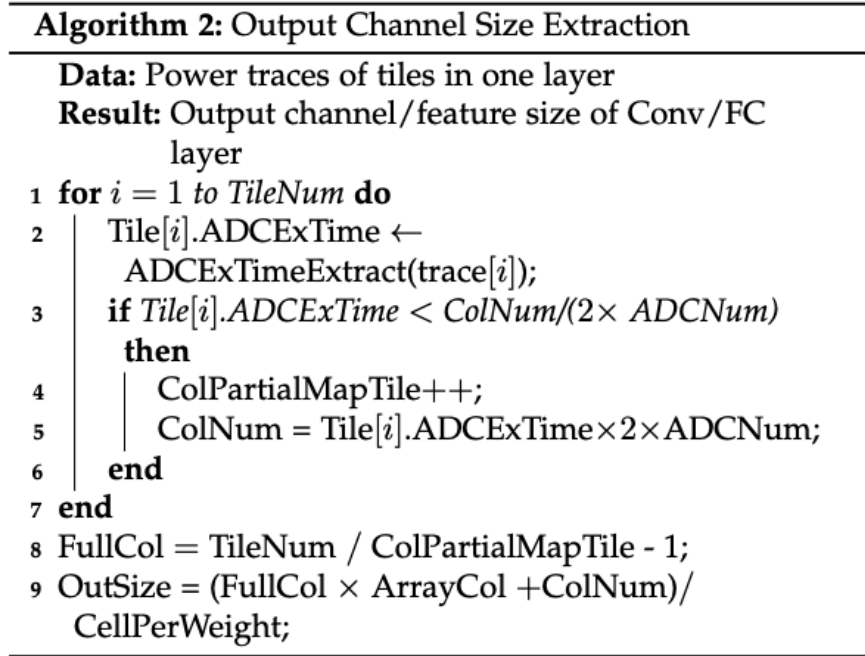 Algorithm 2: Output Channel Size Extraction
Data: Power traces of tiles in one layer
Result: Output channel/feature size of Conv/FC
layer
1 for i = 1 to TileNum do
2 Tile[i].ADCExTime ←
ADCExTimeExtract(trace[i]);
3 if Tile[i].ADCExTime < ColNum/(2× ADCNum)
then
4 ColPartialMapTile++;
5 ColNum = Tile[i].ADCExTime×2×ADCNum;
6 end
7 end
8 FullCol = TileNum / ColPartialMapTile - 1;
9 OutSize = (FullCol × ArrayCol +ColNum)/
CellPerWeight;